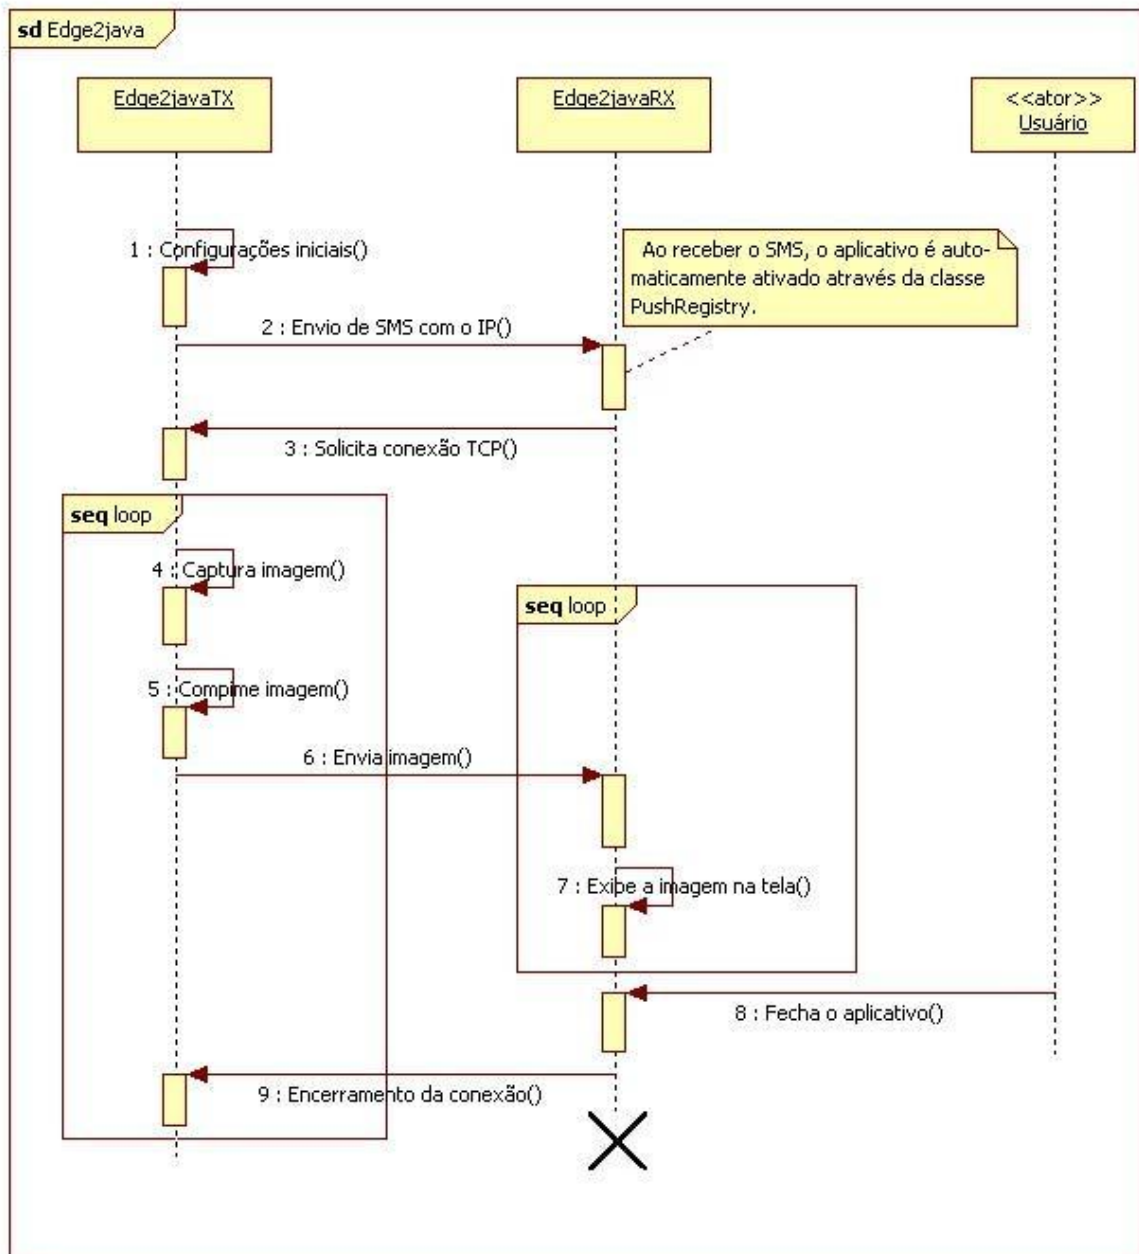 sd Edge2java
Edge2javaTX
Edge2javaRX
<<ator>>
Usuário
1 : Configurações iniciais()
Ao receber o SMS, o aplicativo é auto-
maticamente ativado através da classe
PushRegistry.
2 : Envio de SMS com o IP()
3 : Solicita conexão TCP()
seq loop
4 : Captura imagem()
seq loop
5 : Compime imagem()
6 : Envia imagem()
7 : Exibe a imagem na tela()
8 : Fecha o aplicativo()
9 : Encerramento da conexão()